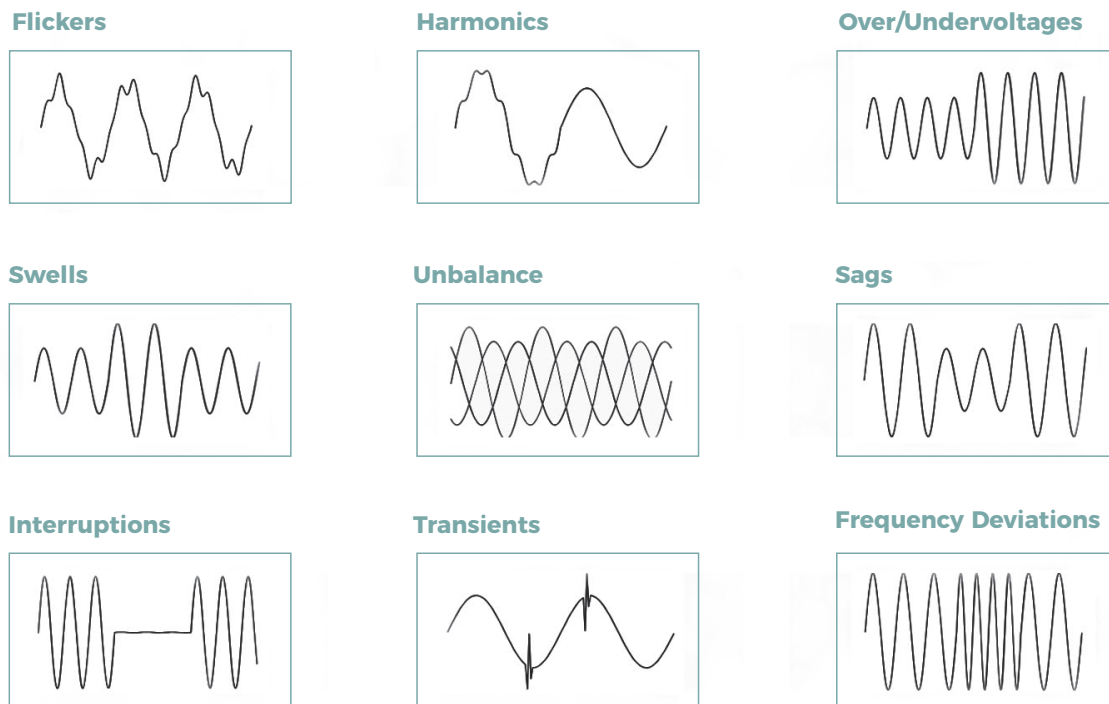 Flickers
Harmonics
Over/Undervoltages
Swells
Unbalance
Sags
Interruptions
Transients
Frequency Deviations